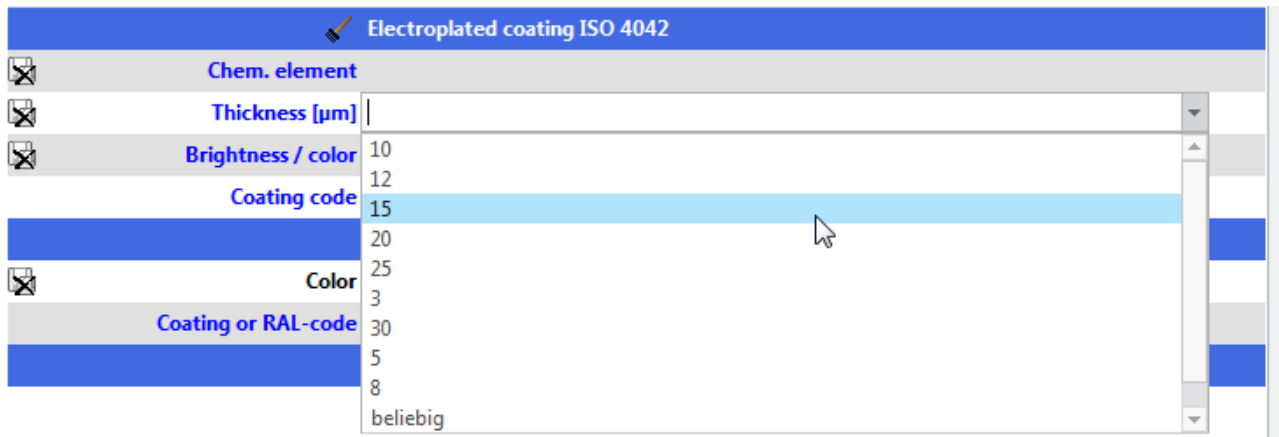 Electroplated coating ISO 4042
Chem. element
Thickness [µm]
Brightness / color
Coating code
Color
Coating or RAL-code
10
12
15
20
25
3
30
5
8
beliebig